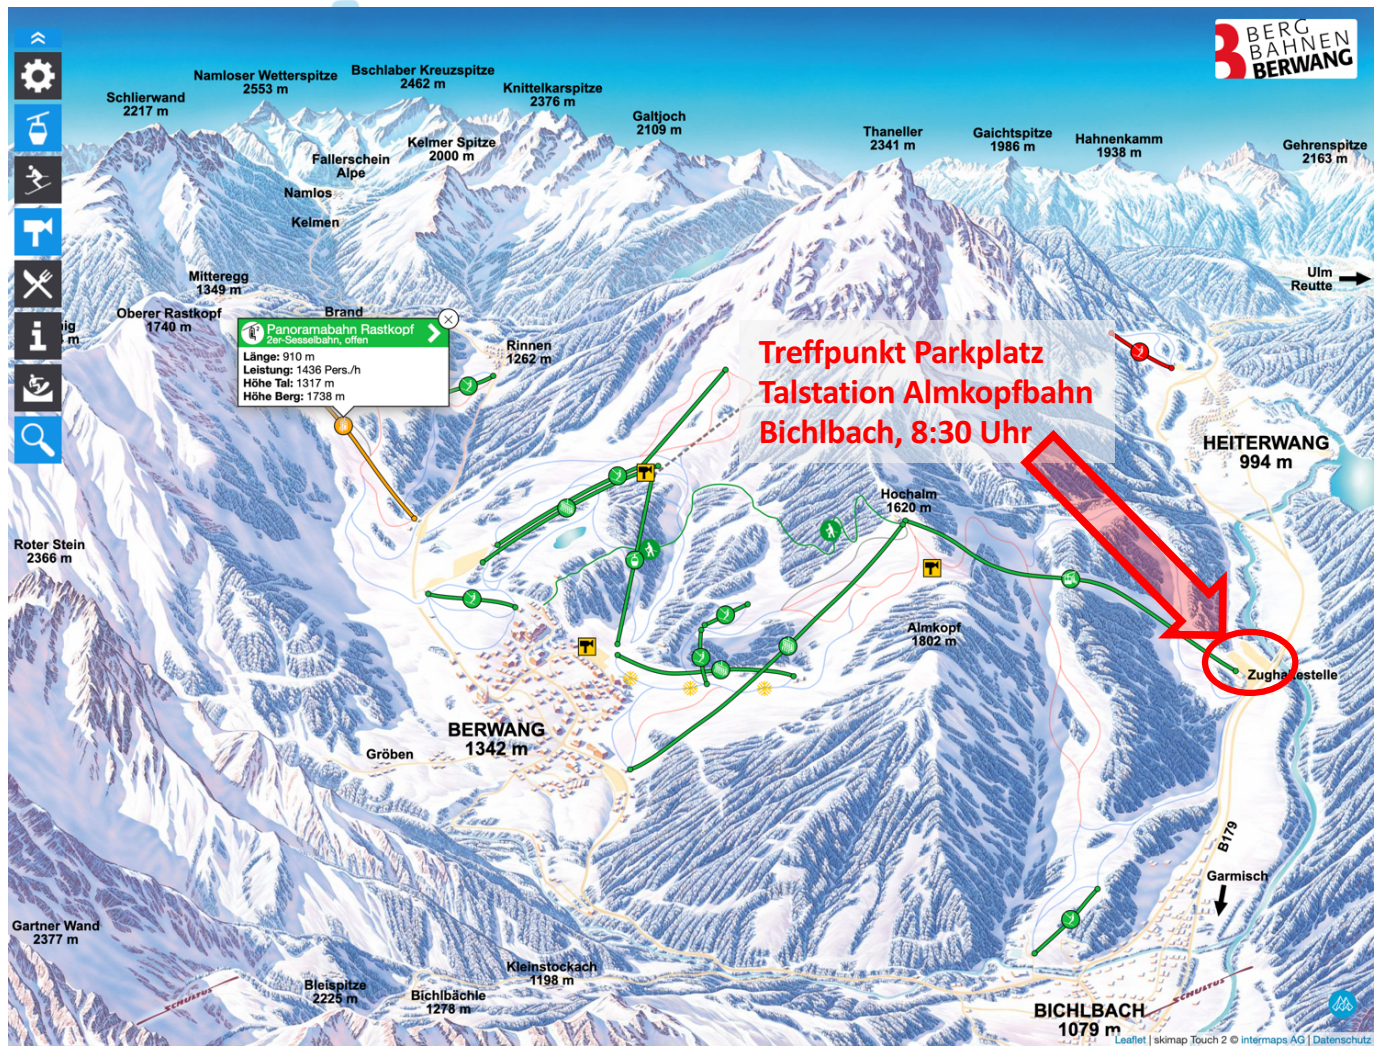 BERG
BAHNEN
BERWANG
Namloser Wetterspitze
2553 m
Bschlaber Kreuzspitze
2462 m
Knittelkarspitze
2376 m
Schlierwand
2217 m
Galtjoch
2109 m
Thaneller
2341 m
Gaichtspitze
1986 m
Hahnenkamm
1938 m
Gehrenspitze
2163 m
Kelmer Spitze
2000 m
Fallerschein
Alpe
Namlos
Kelmen
Mitteregg
1349 m
Ulm
Reutte
Oberer Rastkopf
1740 m
Brand
Panoramabahn Rastkopf
2er-Sesselbahn, offen
Länge: 910 m
Leistung: 1436 Pers./h
Höhe Tal: 1317 m
Höhe Berg: 1738 m
Rinnen
1262 m
Treffpunkt Parkplatz
Talstation Almkopfbahn
Bichlbach, 8:30 Uhr
HEITERWANG
994 m
Hochalm
1620 m
Roter Stein
2366 m
Almkopf
1802 m
Zughaltestelle
BERWANG
1342 m
Gröben
B179
Garmisch
Gartner Wand
2377 m
Kleinstockach
1198 m
Bleispitze
2225 m
Bichlbächle
1278 m
SCHULTUS
SCHULTUS
BICHLBACH
1079 m
Leaflet | skimap Touch 2 © intermaps AG | Datenschutz